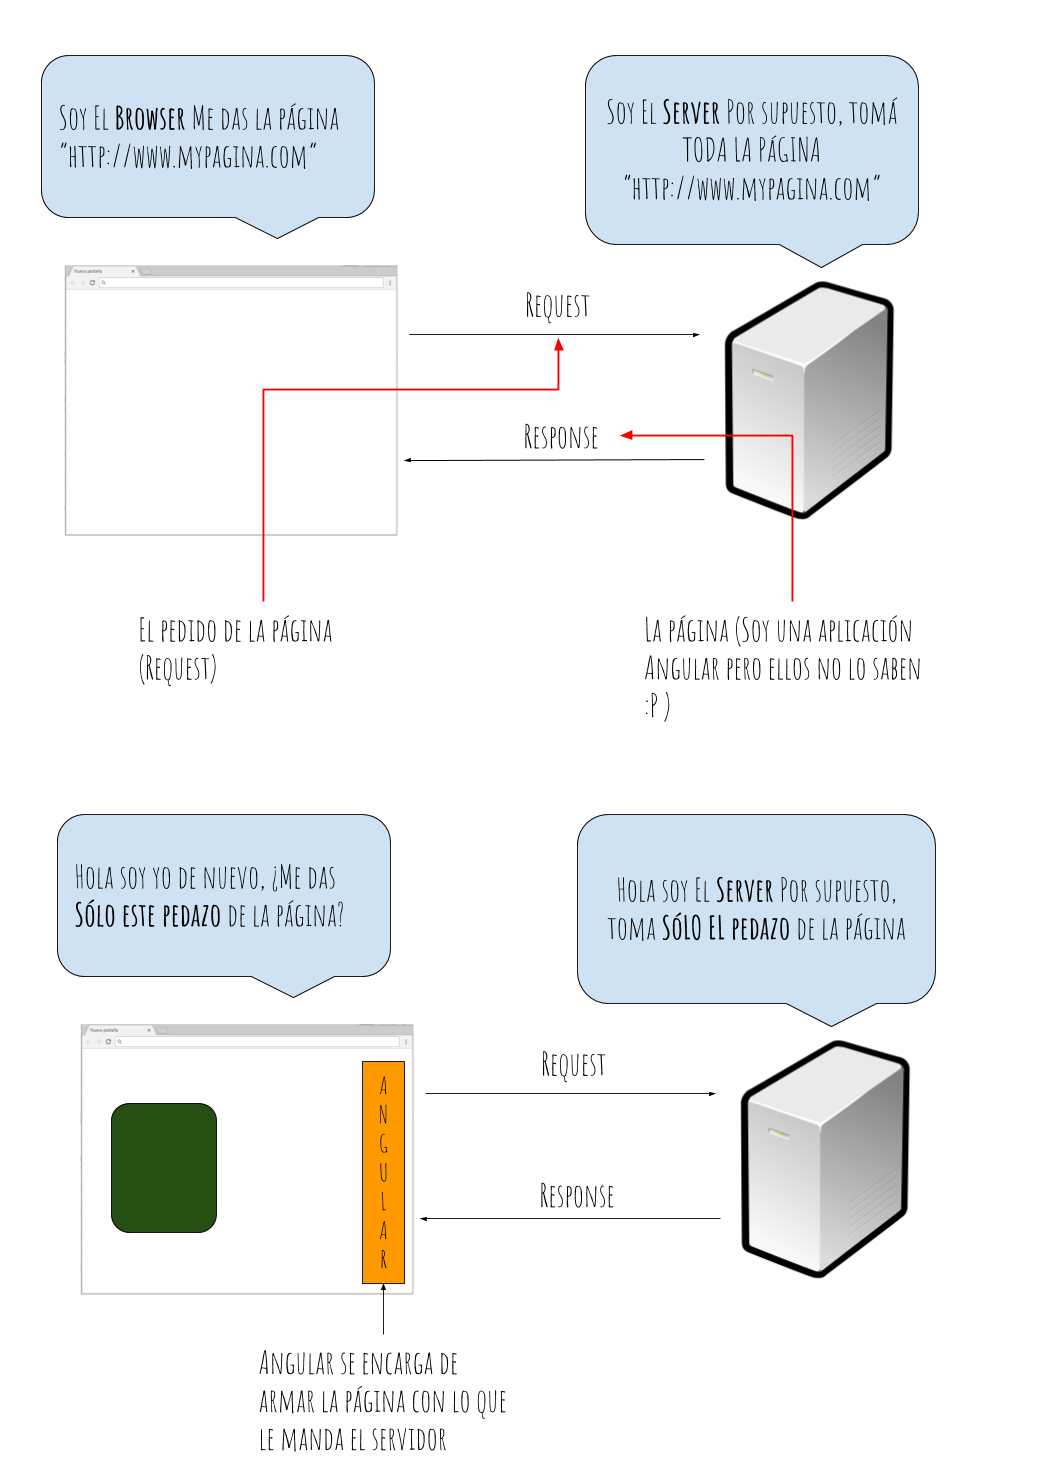 Soy El Browser Me das la página
"http://www.mypagina.com"
Soy El Server Por supuesto, tomá
TODA LA PÁGINA
"http://www.mypagina.com"
Nueva pestaña
Request
Response
El pedido de la página
(Request)
La página (Soy una aplicación
Angular pero ellos no lo saben
:P )
Hola soy yo de nuevo, ¿Me das
Sólo este pedazo de la página?
Hola soy El Server Por supuesto,
toma SÓLO EL pedazo de la página
Nueva pestaña
A
N
G
U
L
A
R
Request
Response
Angular se encarga de
armar la página con lo que
le manda el servidor